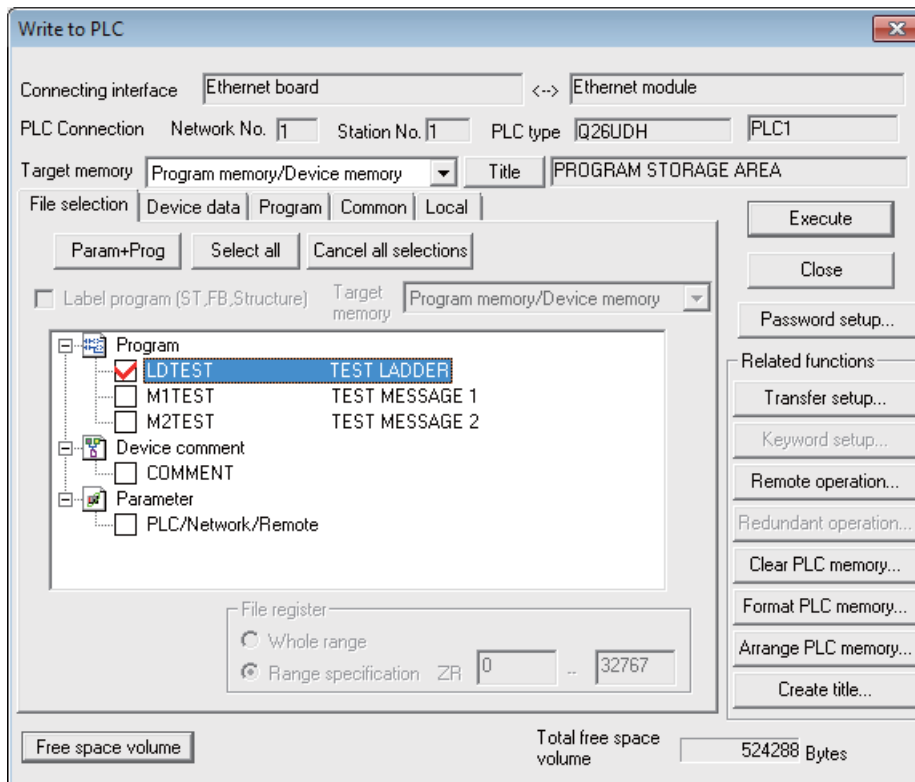 Write to PLC
Connecting interface Ethernet board <--> Ethernet module
PLC Connection Network No. 1 Station No. 1 PLC type Q26UDH PLC1
Target memory Program memory/Device memory Title PROGRAM STORAGE AREA
File selection Device data Program Common Local
Execute
Param+Prog Select all Cancel all selections
Close
Label program (ST,FB,Structure) Target memory Program memory/Device memory
Password setup...
Program
Related functions
LDTEST TEST LADDER
M1TEST TEST MESSAGE 1
Transfer setup...
M2TEST TEST MESSAGE 2
Keyword setup...
Device comment
COMMENT
Remote operation...
Parameter
PLC/Network/Remote
Redundant operation...
Clear PLC memory...
File register
Format PLC memory...
Whole range
Arrange PLC memory...
Range specification ZR 0 -- 32767
Create title...
Free space volume Total free space volume 524288 Bytes